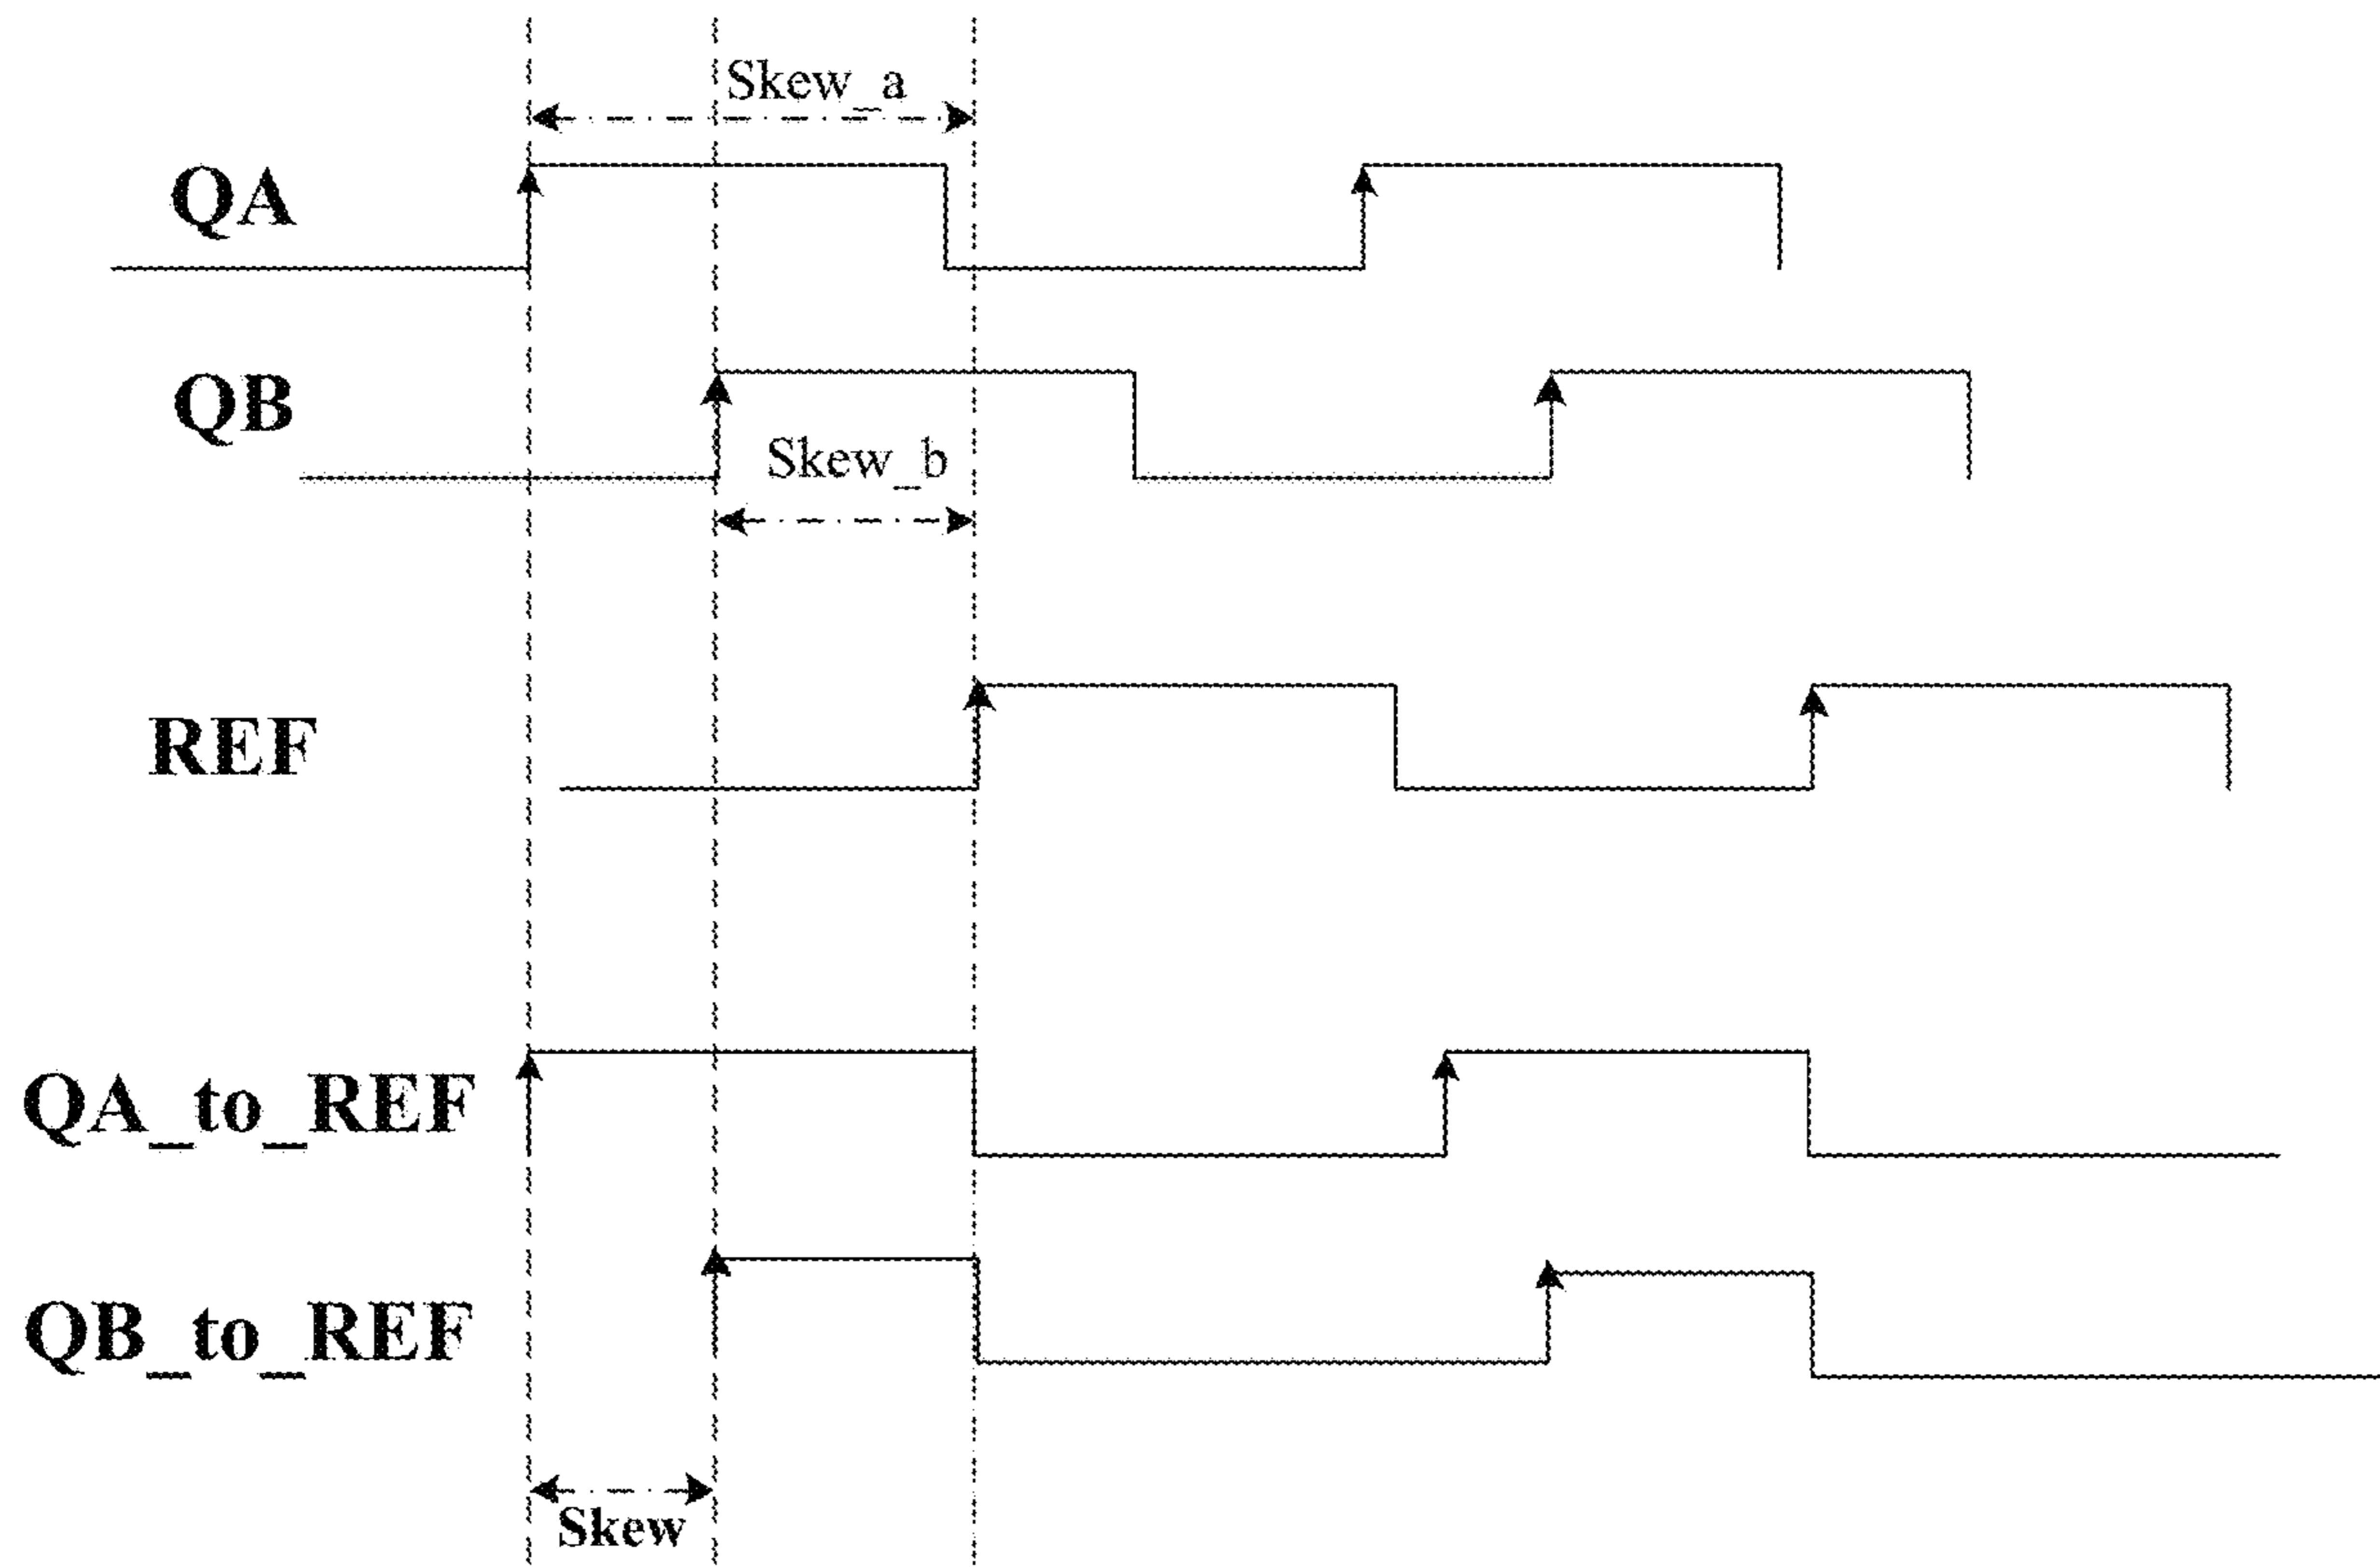 Skew_a
QA
QB
Skew_b
REF
QA_to_REF
QB_to_REF
Skew